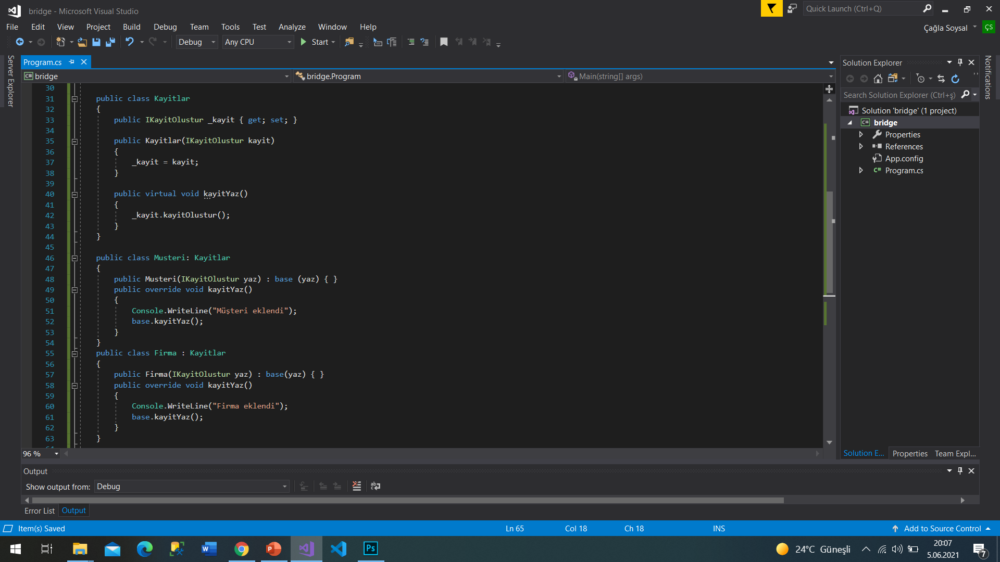 bridge - Microsoft Visual Studio
Quick Launch (Ctrl+Q)
File Edit View Project Build Debug Team Tools Test Analyze Window Help
Çağla Soysal ÇS
Debug Any CPU Start
Server Explorer
Program.cs
bridge bridge.Program Main(string[] args)
30
31 public class Kayitlar
32 {
33 public IKayitOlustur _kayit { get; set; }
34
35 public Kayitlar(IKayitOlustur kayit)
36 {
37 _kayit = kayit;
38 }
39
40 public virtual void kayitYaz()
41 {
42 _kayit.kayitOlustur();
43 }
44 }
45
46 public class Musteri: Kayitlar
47 {
48 public Musteri(IKayitOlustur yaz) : base (yaz) { }
49 public override void kayitYaz()
50 {
51 Console.WriteLine("Müşteri eklendi");
52 base.kayitYaz();
53 }
54 }
55 public class Firma : Kayitlar
56 {
57 public Firma(IKayitOlustur yaz) : base(yaz) { }
58 public override void kayitYaz()
59 {
60 Console.WriteLine("Firma eklendi");
61 base.kayitYaz();
62 }
63 }
96 %
Solution Explorer
Search Solution Explorer (Ctrl+ş)
Solution 'bridge' (1 project)
bridge
Properties
References
App.config
Program.cs
Solution E... Properties Team Expl...
Notifications
Output
Show output from: Debug
Error List Output
Item(s) Saved Ln 65 Col 18 Ch 18 INS Add to Source Control
24°C Güneşli
20:07
5.06.2021
7